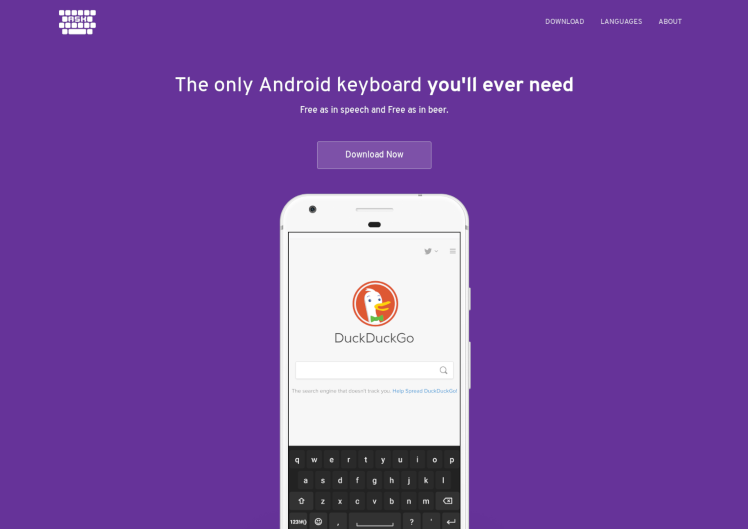 ASK
DOWNLOAD LANGUAGES ABOUT
The only Android keyboard you'll ever need
Free as in speech and Free as in beer.
Download Now
DuckDuckGo
The search engine that doesn't track you. Help Spread DuckDuckGo!
q w e r t y u i o p
a s d f g h j k l
z x c v b n m
, ? '